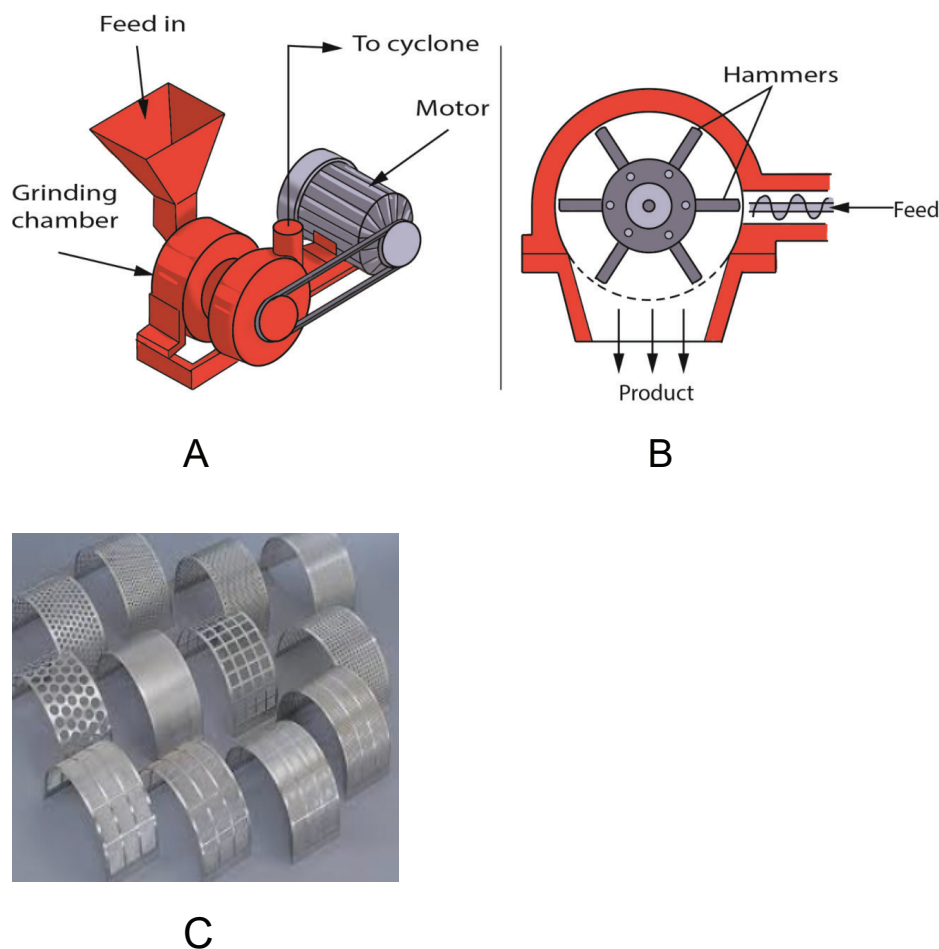 Feed in
To cyclone
Motor
Grinding
chamber
A
Hammers
Feed
Product
B
C